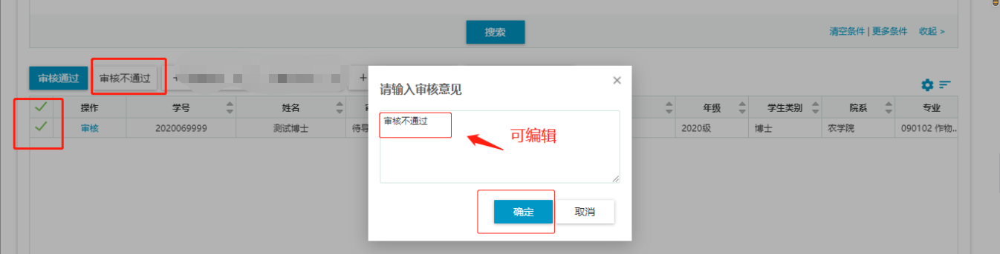 搜索
清空条件 | 更多条件 收起 >
审核通过 审核不通过 + +
请输入审核意见 ×
审核不通过
可编辑
确定 取消
操作 学号 姓名 年级 学生类别 院系 专业
审核 2020069999 测试博士 待导 2020级 博士 农学院 090102 作物..